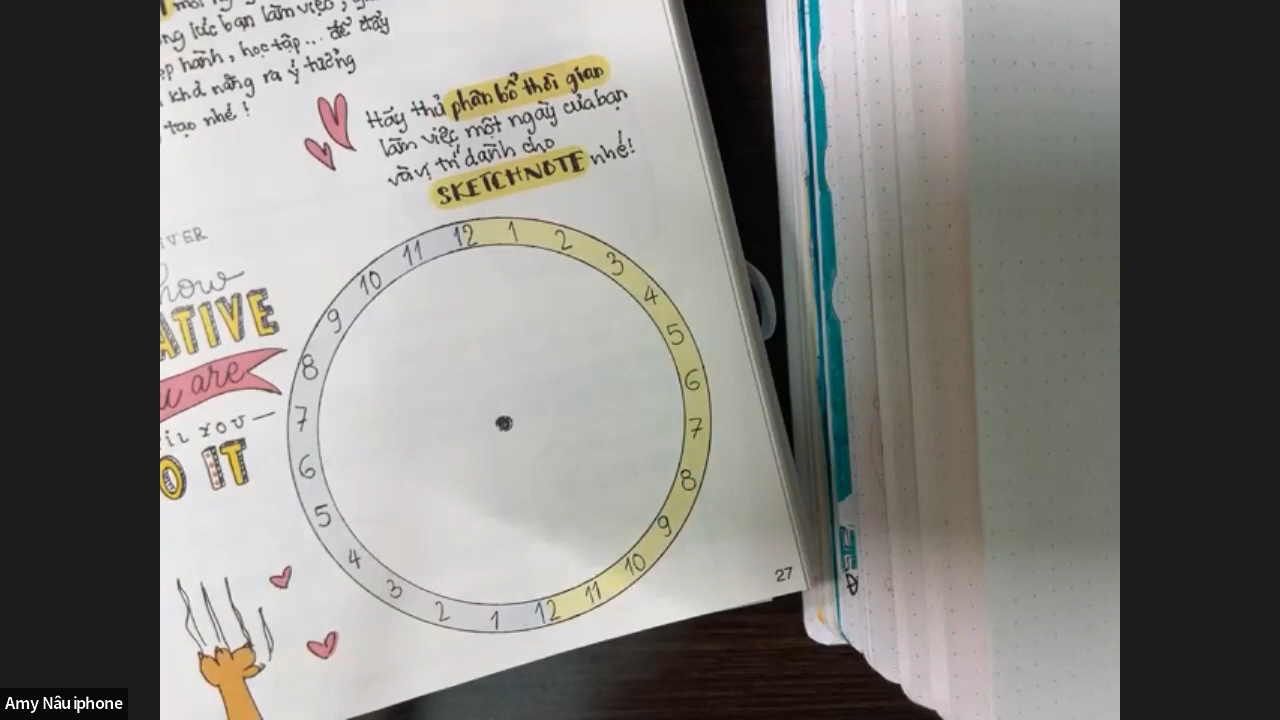 mỗi
lúc bạn làm việc,
hành, học tập... để đẩy
khả năng ra ý tưởng
tạo nhé!
Hãy thử phân bổ thời gian
làm việc một ngày của bạn
và vị trí dành cho
SKETCHNOTE nhé!
are
YOU
IT
12 1 2 3 4 5 6 7 8 9 10 11 12 1 2 3 4 5 6 7 8 9 10 11
27
Amy Nâu iphone